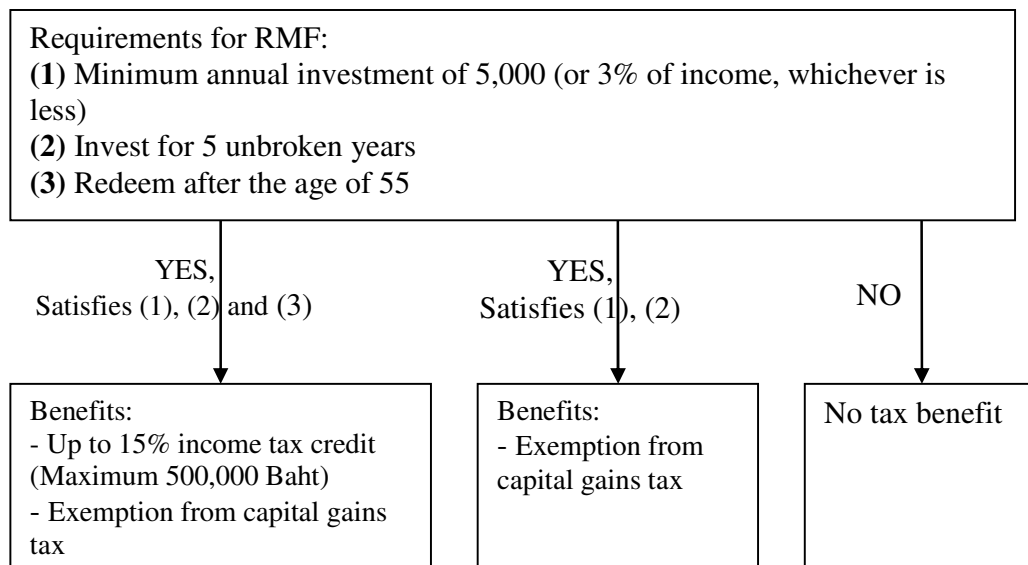 Requirements for RMF:
(1) Minimum annual investment of 5,000 (or 3% of income, whichever is
less)
(2) Invest for 5 unbroken years
(3) Redeem after the age of 55
YES,
Satisfies (1), (2) and (3)
YES,
Satisfies (1), (2)
NO
Benefits:
- Up to 15% income tax credit
(Maximum 500,000 Baht)
- Exemption from capital gains
tax
Benefits:
- Exemption from
capital gains tax
No tax benefit